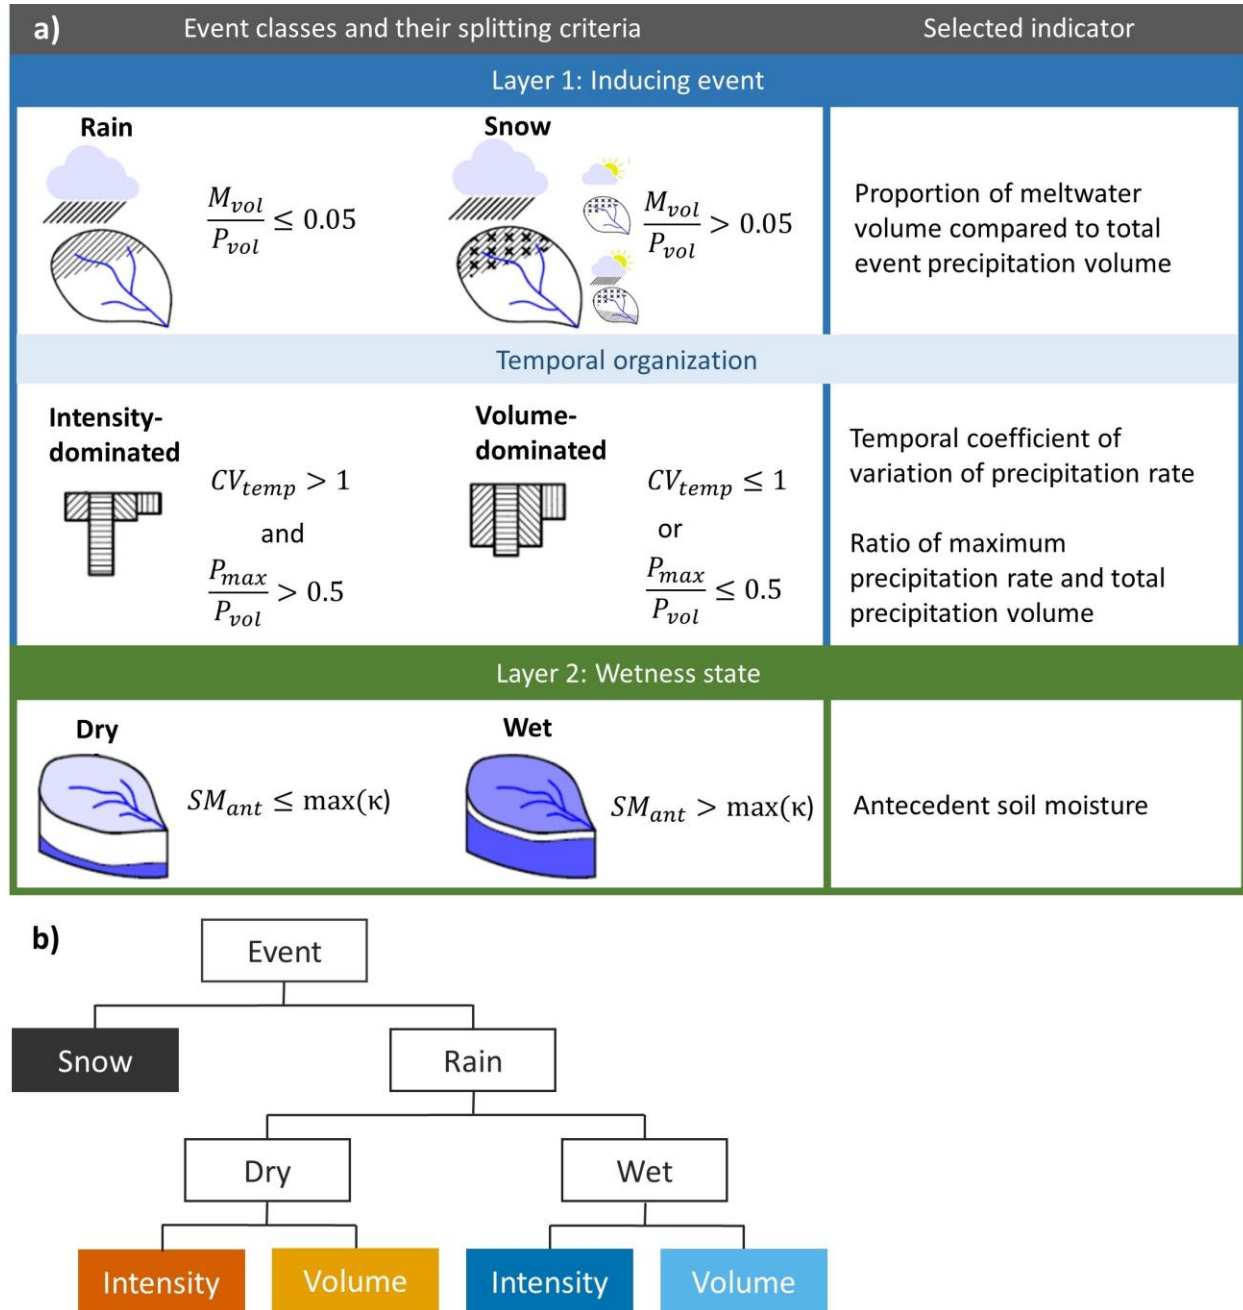 a)
Event classes and their splitting criteria
Selected indicator
Layer 1: Inducing event
Rain
M_vol / P_vol ≤ 0.05
Snow
M_vol / P_vol > 0.05
Proportion of meltwater
volume compared to total
event precipitation volume
Temporal organization
Intensity-
dominated
CV_temp > 1
and
P_max / P_vol > 0.5
Volume-
dominated
CV_temp ≤ 1
or
P_max / P_vol ≤ 0.5
Temporal coefficient of
variation of precipitation rate
Ratio of maximum
precipitation rate and total
precipitation volume
Layer 2: Wetness state
Dry
SM_ant ≤ max(κ)
Wet
SM_ant > max(κ)
Antecedent soil moisture
b)
Event
Snow
Rain
Dry
Wet
Intensity
Volume
Intensity
Volume